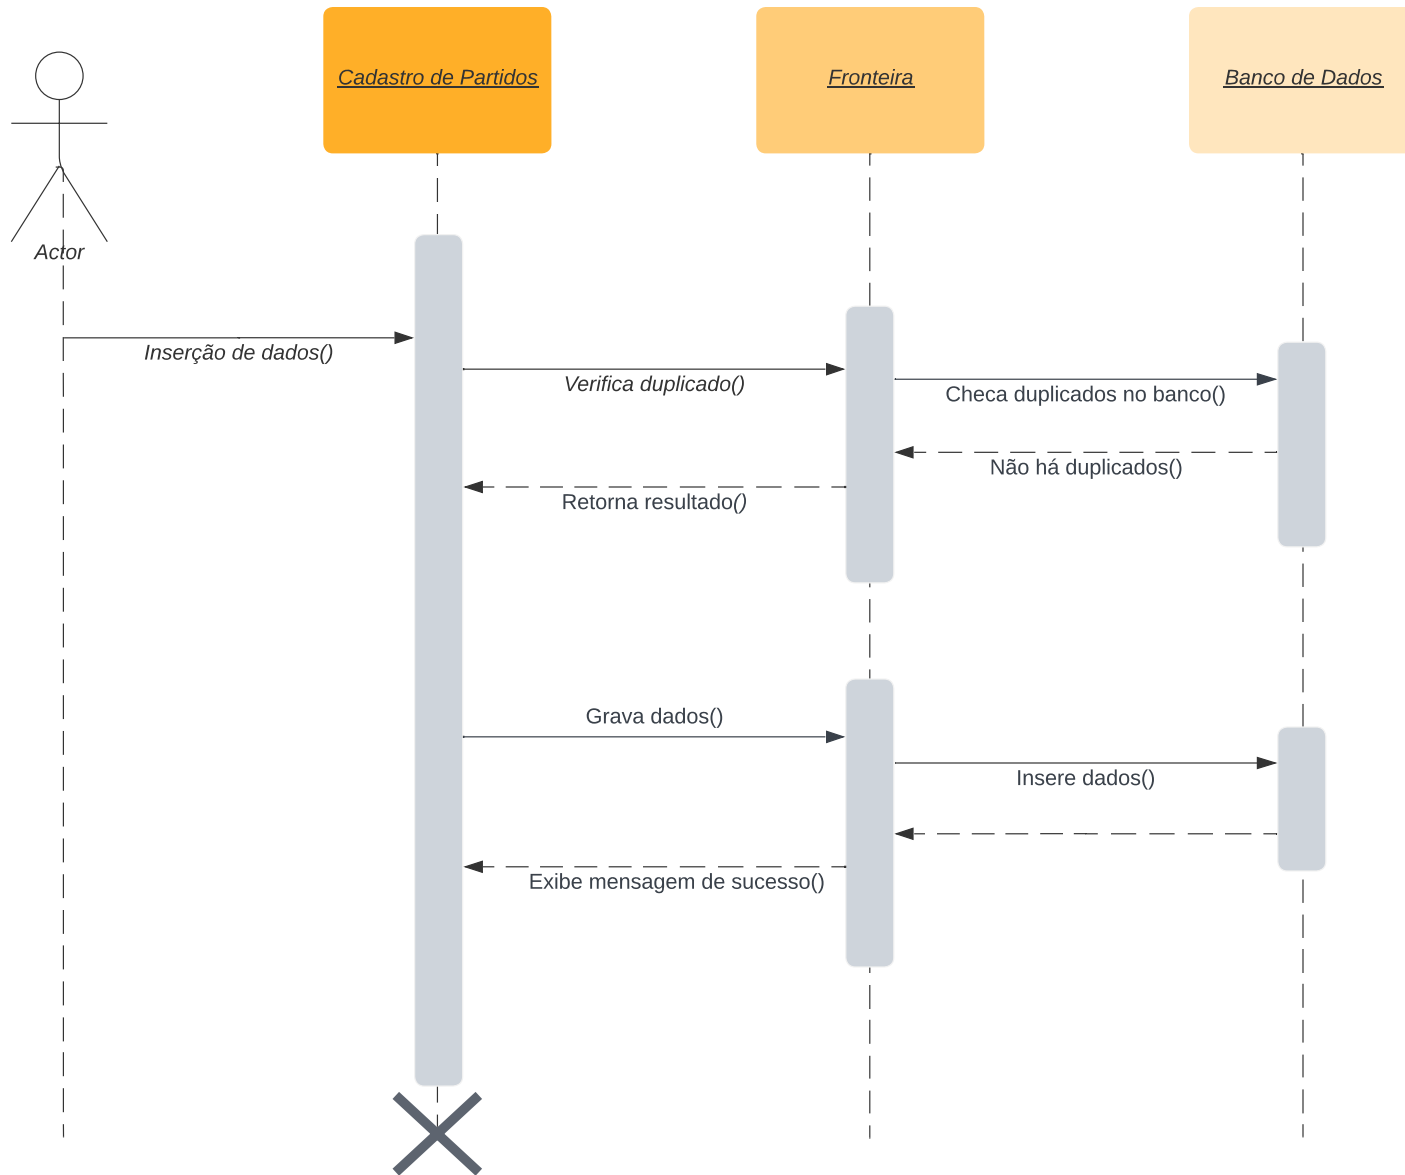 Cadastro de Partidos
Fronteira
Banco de Dados
Actor
Inserção de dados()
Verifica duplicado()
Checa duplicados no banco()
Não há duplicados()
Retorna resultado()
Grava dados()
Insere dados()
Exibe mensagem de sucesso()